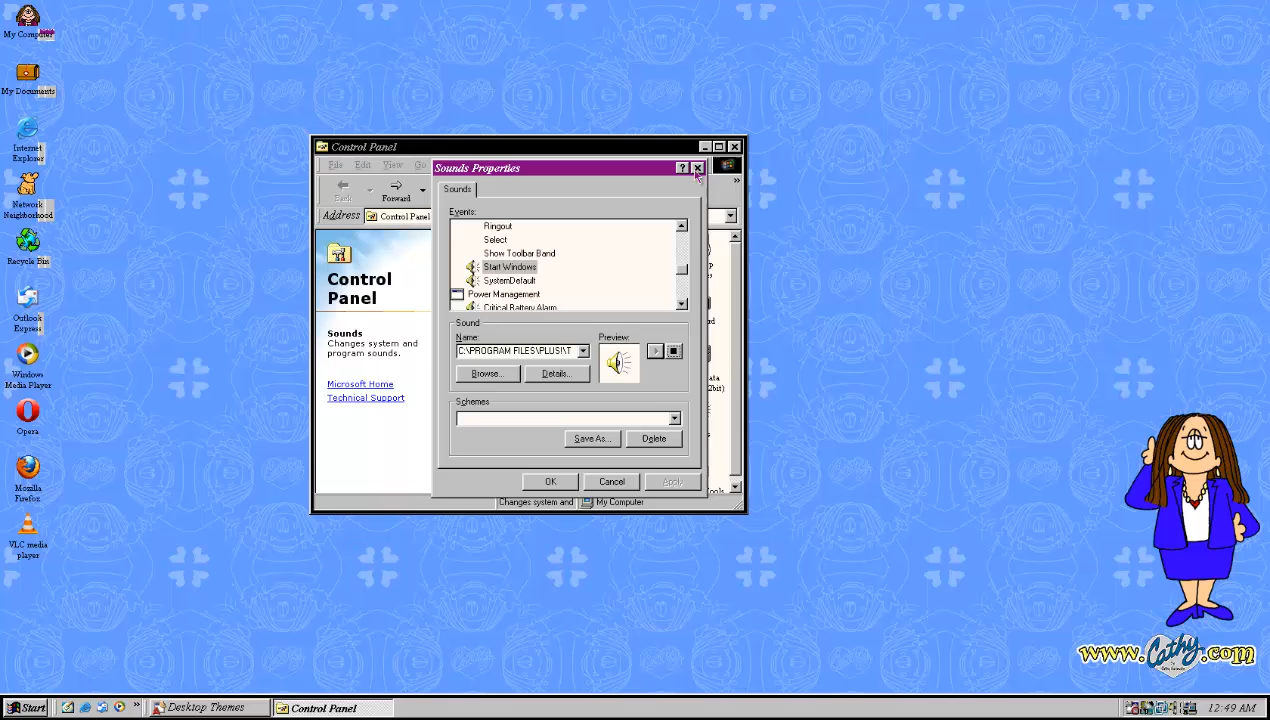 My Computer
My Documents
Internet
Explorer
Network
Neighborhood
Recycle Bin
Outlook
Express
Windows
Media Player
Opera
Mozilla
Firefox
VLC media
player
Control Panel
File Edit View Go
Back
Forward
Address
Control Panel
Control
Panel
Sounds
Changes system and
program sounds.
Microsoft Home
Technical Support
Sounds Properties
Sounds
Events:
Ringout
Select
Show Toolbar Band
Start Windows
SystemDefault
Power Management
Critical Battery Alarm
Sound
Name:
Preview:
C:\PROGRAM FILES\PLUS!\T
Browse...
Details...
Schemes
Save As...
Delete
OK
Cancel
Apply
Changes system and
My Computer
www.Cathy.com
Start
Desktop Themes
Control Panel
12:49 AM